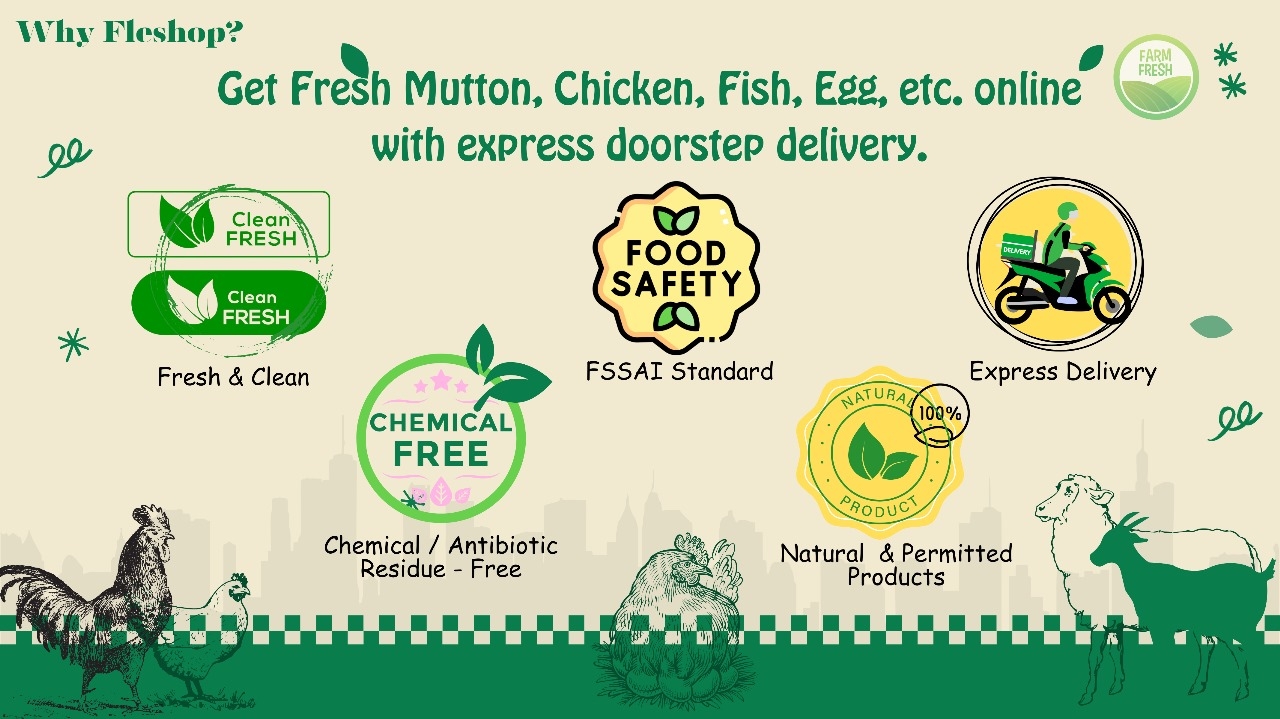 Why Fleshop?
FARM
FRESH
Get Fresh Mutton, Chicken, Fish, Egg, etc. online
with express doorstep delivery.
Clean
FRESH
Clean
FRESH
Fresh & Clean
FOOD
SAFETY
FSSAI Standard
DELIVERY
Express Delivery
CHEMICAL
FREE
Chemical / Antibiotic
Residue - Free
NATURAL
100%
PRODUCT
Natural & Permitted
Products